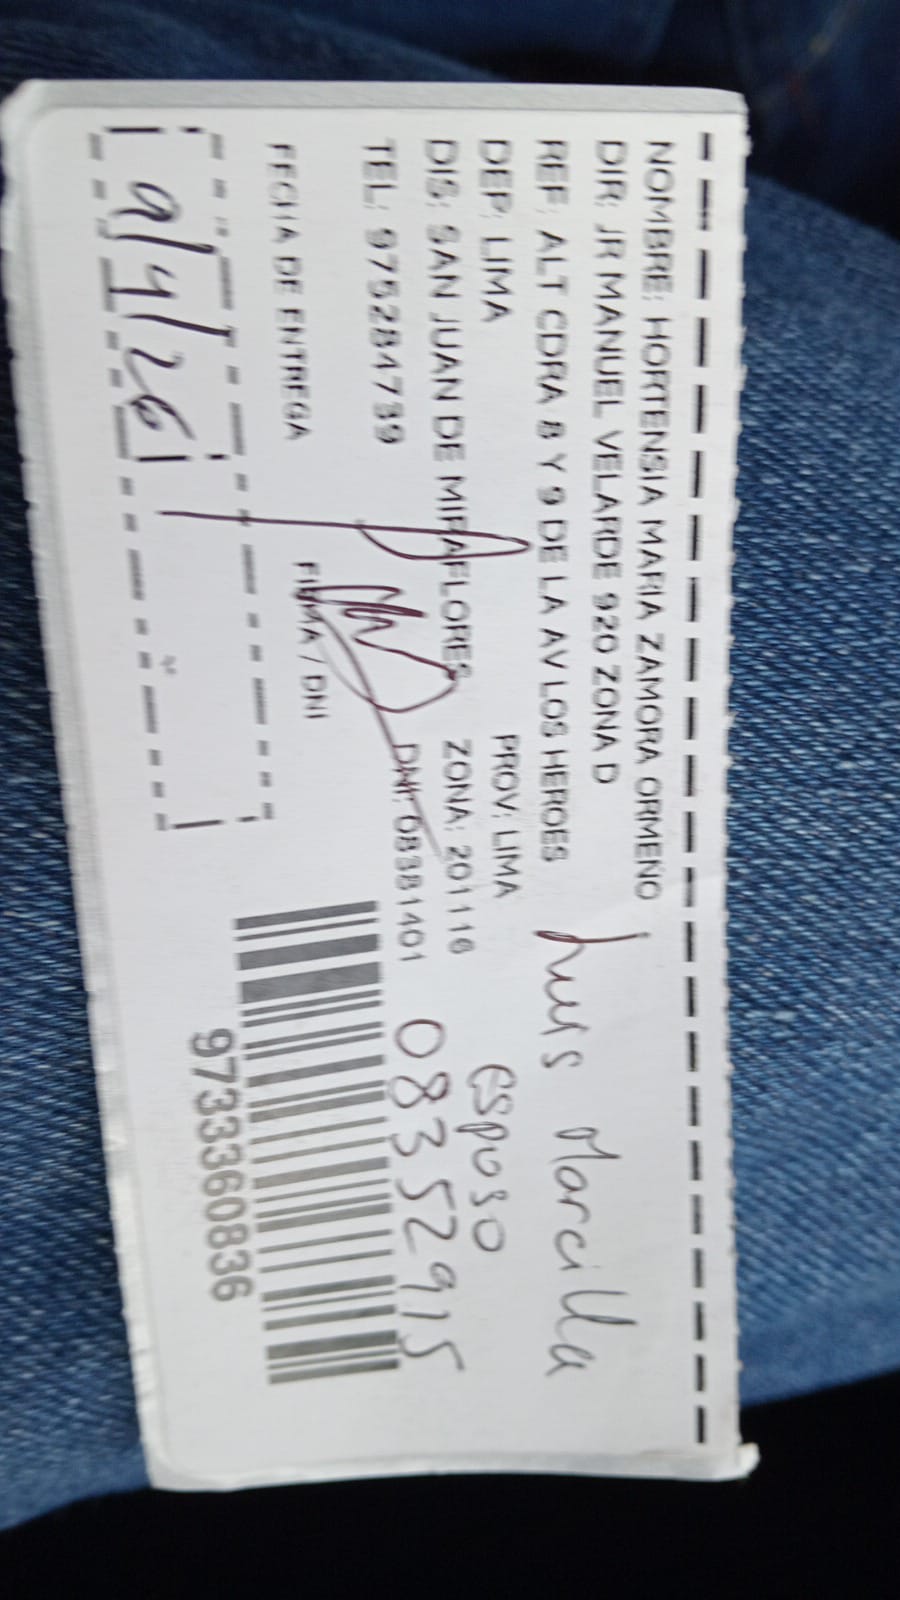 NOMBRE: HORTENSIA MARIA ZAMORA ORMEÑO
DIR: JR MANUEL VELARDE 920 ZONA D
REF: ALT CDRA 8 Y 9 DE LA AV LOS HEROES
Luis Marcilla
DEP: LIMA PROV: LIMA
esposo
DIS: SAN JUAN DE MIRAFLORES ZONA: 201116
TEL: 975284739 DNI: 08381401
08352915
FECHA DE ENTREGA FIRMA / DNI
9/4/26
9733360836